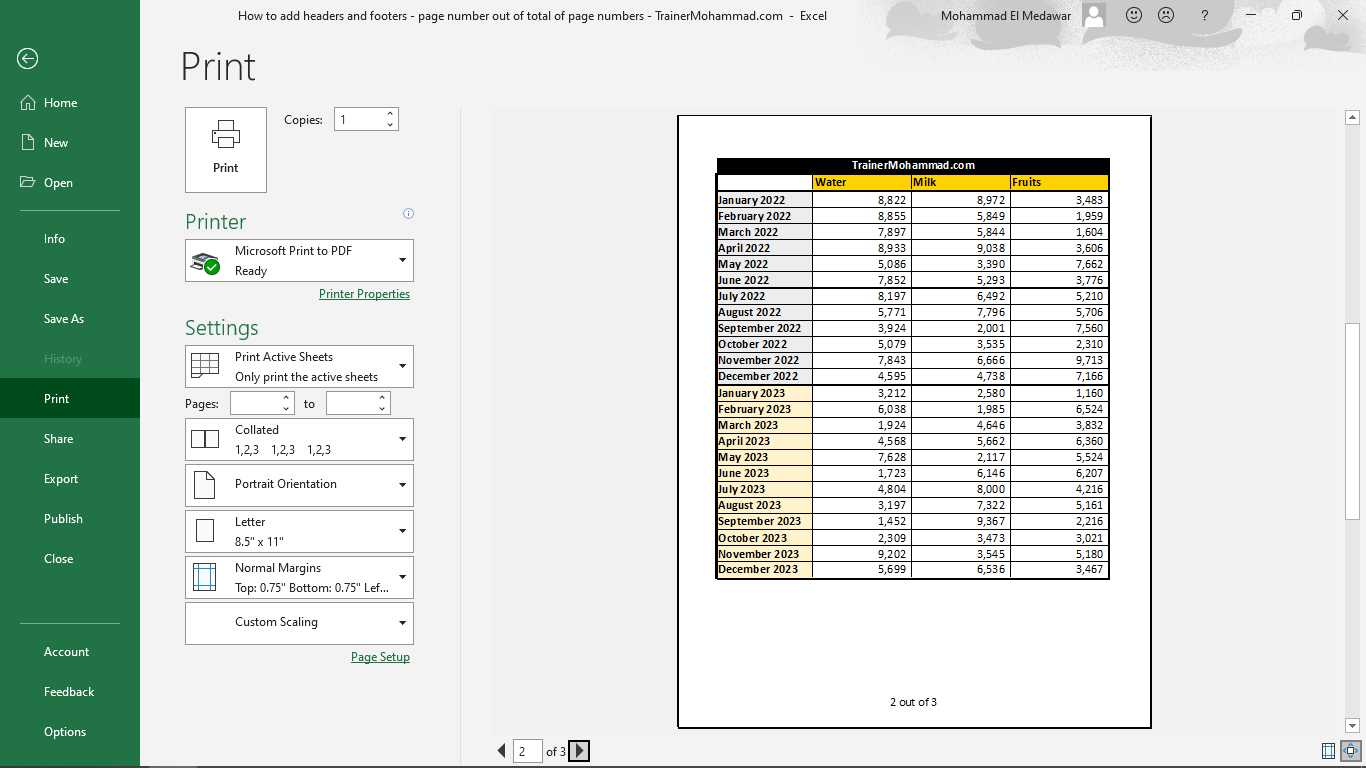 How to add headers and footers - page number out of total of page numbers - TrainerMohammad.com - Excel
Mohammad El Medawar
?
Home
New
Open
Info
Save
Save As
History
Print
Share
Export
Publish
Close
Account
Feedback
Options
Print
Print
Copies: 1
Printer
Microsoft Print to PDF
Ready
Printer Properties
Settings
Print Active Sheets
Only print the active sheets
Pages: to
Collated
1,2,3 1,2,3 1,2,3
Portrait Orientation
Letter
8.5" x 11"
Normal Margins
Top: 0.75" Bottom: 0.75" Lef...
Custom Scaling
Page Setup
TrainerMohammad.com
Water Milk Fruits
January 2022 8,822 8,972 3,483
February 2022 8,855 5,849 1,959
March 2022 7,897 5,844 1,604
April 2022 8,933 9,038 3,606
May 2022 5,086 3,390 7,662
June 2022 7,852 5,293 3,776
July 2022 8,197 6,492 5,210
August 2022 5,771 7,796 5,706
September 2022 3,924 2,001 7,560
October 2022 5,079 3,535 2,310
November 2022 7,843 6,666 9,713
December 2022 4,595 4,738 7,166
January 2023 3,212 2,580 1,160
February 2023 6,038 1,985 6,524
March 2023 1,924 4,646 3,832
April 2023 4,568 5,662 6,360
May 2023 7,628 2,117 5,524
June 2023 1,723 6,146 6,207
July 2023 4,804 8,000 4,216
August 2023 3,197 7,322 5,161
September 2023 1,452 9,367 2,216
October 2023 2,309 3,473 3,021
November 2023 9,202 3,545 5,180
December 2023 5,699 6,536 3,467
2 out of 3
2 of 3